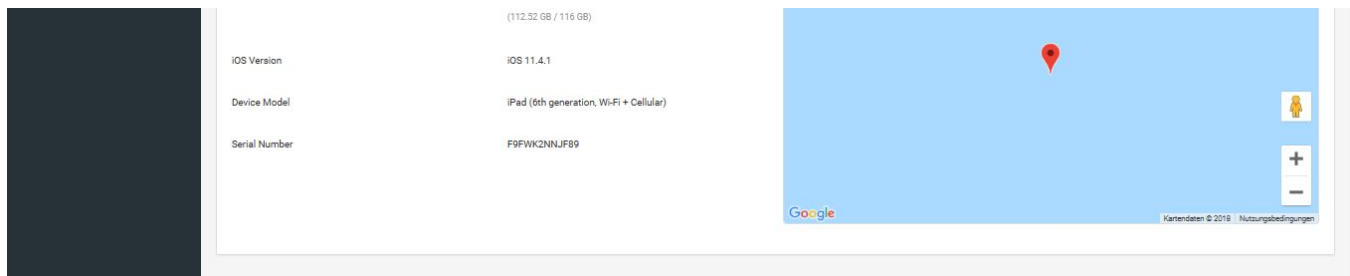 (112.52 GB / 116 GB)
iOS Version iOS 11.4.1
Device Model iPad (6th generation, Wi-Fi + Cellular)
Serial Number F9FWK2NNJF89
+
−
Google
Kartendaten © 2018 Nutzungsbedingungen